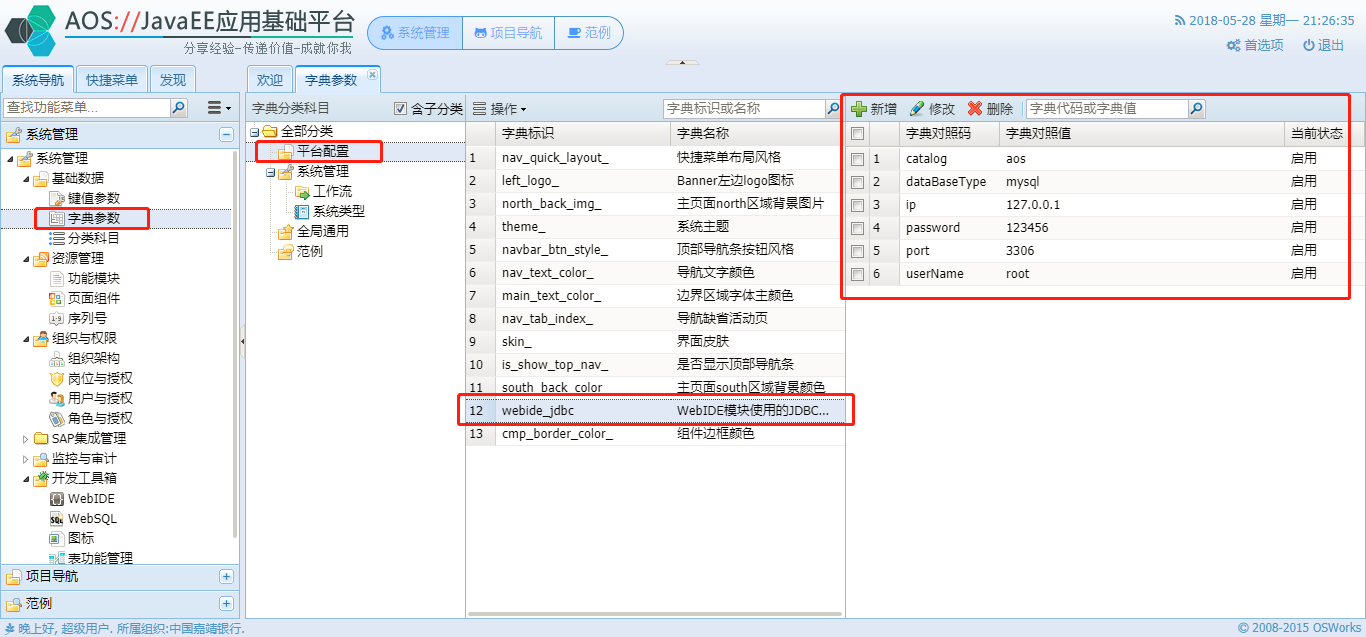 AOS://JavaEE应用基础平台
分享经验-传递价值-成就你我
系统管理 项目导航 范例
2018-05-28 星期一 21:26:35
首选项 退出
系统导航 快捷菜单 发现
查找功能菜单...
系统管理
系统管理
基础数据
键值参数
字典参数
分类科目
资源管理
功能模块
页面组件
序列号
组织与权限
组织架构
岗位与授权
用户与授权
角色与授权
SAP集成管理
监控与审计
开发工具箱
WebIDE
WebSQL
图标
表功能管理
项目导航
范例
欢迎 字典参数
字典分类科目 含子分类
全部分类
平台配置
系统管理
工作流
系统类型
全局通用
范例
操作 字典标识或名称
字典标识 字典名称
1 nav_quick_layout_ 快捷菜单布局风格
2 left_logo_ Banner左边logo图标
3 north_back_img_ 主页面north区域背景图片
4 theme_ 系统主题
5 navbar_btn_style_ 顶部导航条按钮风格
6 nav_text_color_ 导航文字颜色
7 main_text_color_ 边界区域字体主颜色
8 nav_tab_index_ 导航缺省活动页
9 skin_ 界面皮肤
10 is_show_top_nav_ 是否显示顶部导航条
11 south_back_color 主页面south区域背景颜色
12 webide_jdbc WebIDE模块使用的JDBC...
13 cmp_border_color_ 组件边框颜色
新增 修改 删除 字典代码或字典值
字典对照码 字典对照值 当前状态
1 catalog aos 启用
2 dataBaseType mysql 启用
3 ip 127.0.0.1 启用
4 password 123456 启用
5 port 3306 启用
6 userName root 启用
晚上好, 超级用户. 所属组织:中国嘉靖银行.
© 2008-2015 OSWorks